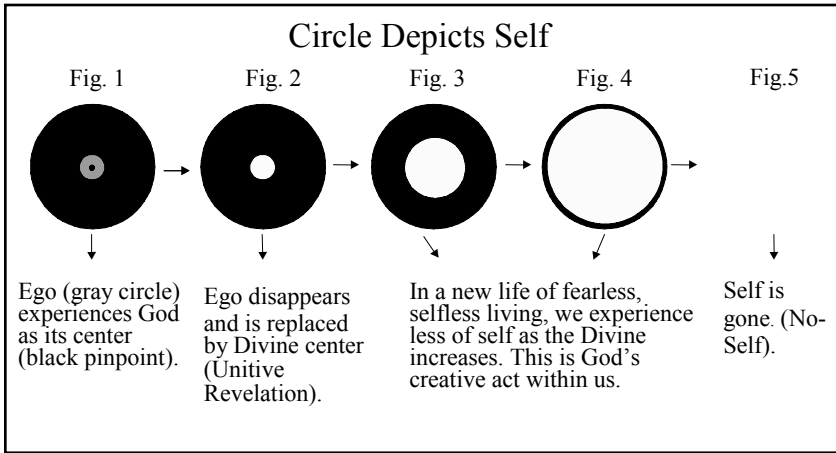 Circle Depicts Self
Fig. 1
Fig. 2
Fig. 3
Fig. 4
Fig.5
Ego (gray circle)
experiences God
as its center
(black pinpoint).
Ego disappears
and is replaced
by Divine center
(Unitive
Revelation).
In a new life of fearless,
selfless living, we experience
less of self as the Divine
increases. This is God’s
creative act within us.
Self is
gone. (No-
Self).